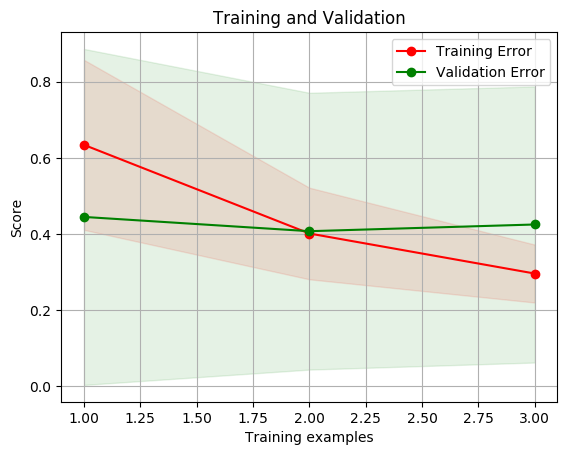 Training and Validation
Training Error
Validation Error
Score
0.8
0.6
0.4
0.2
0.0
1.00 1.25 1.50 1.75 2.00 2.25 2.50 2.75 3.00
Training examples